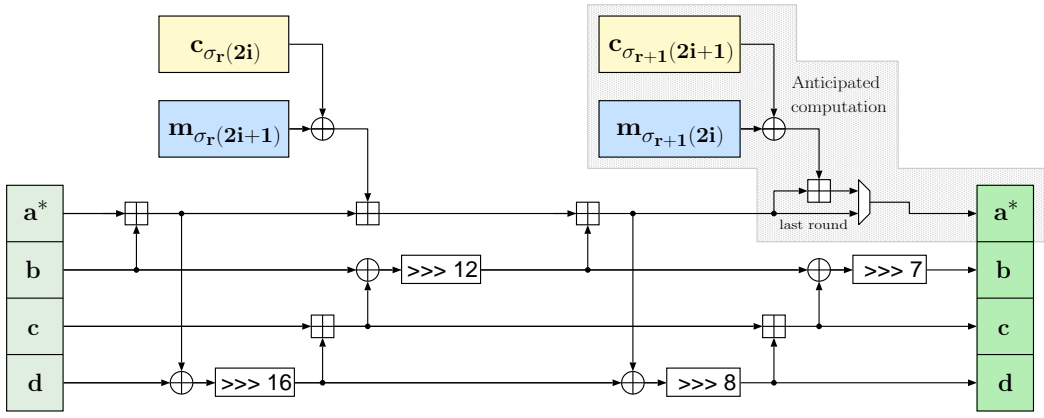 c_{σ_r(2i)}
c_{σ_{r+1}(2i+1)}
Anticipated
computation
m_{σ_r(2i+1)}
m_{σ_{r+1}(2i)}
a*
a*
last round
b
>>> 12
>>> 7
b
c
c
d
>>> 16
>>> 8
d